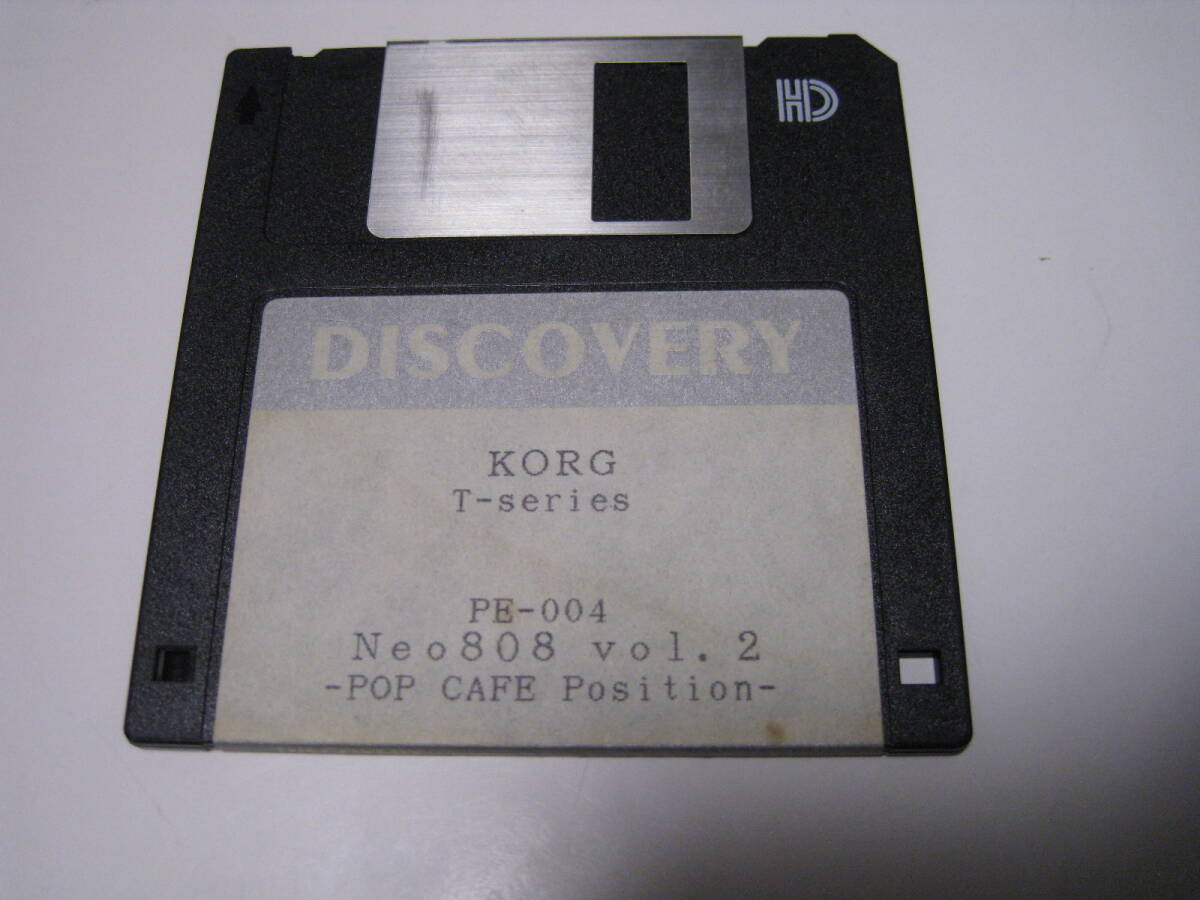 HD
DISCOVERY
KORG
T-series
PE-004
Neo808 vol.2
-POP CAFE Position-